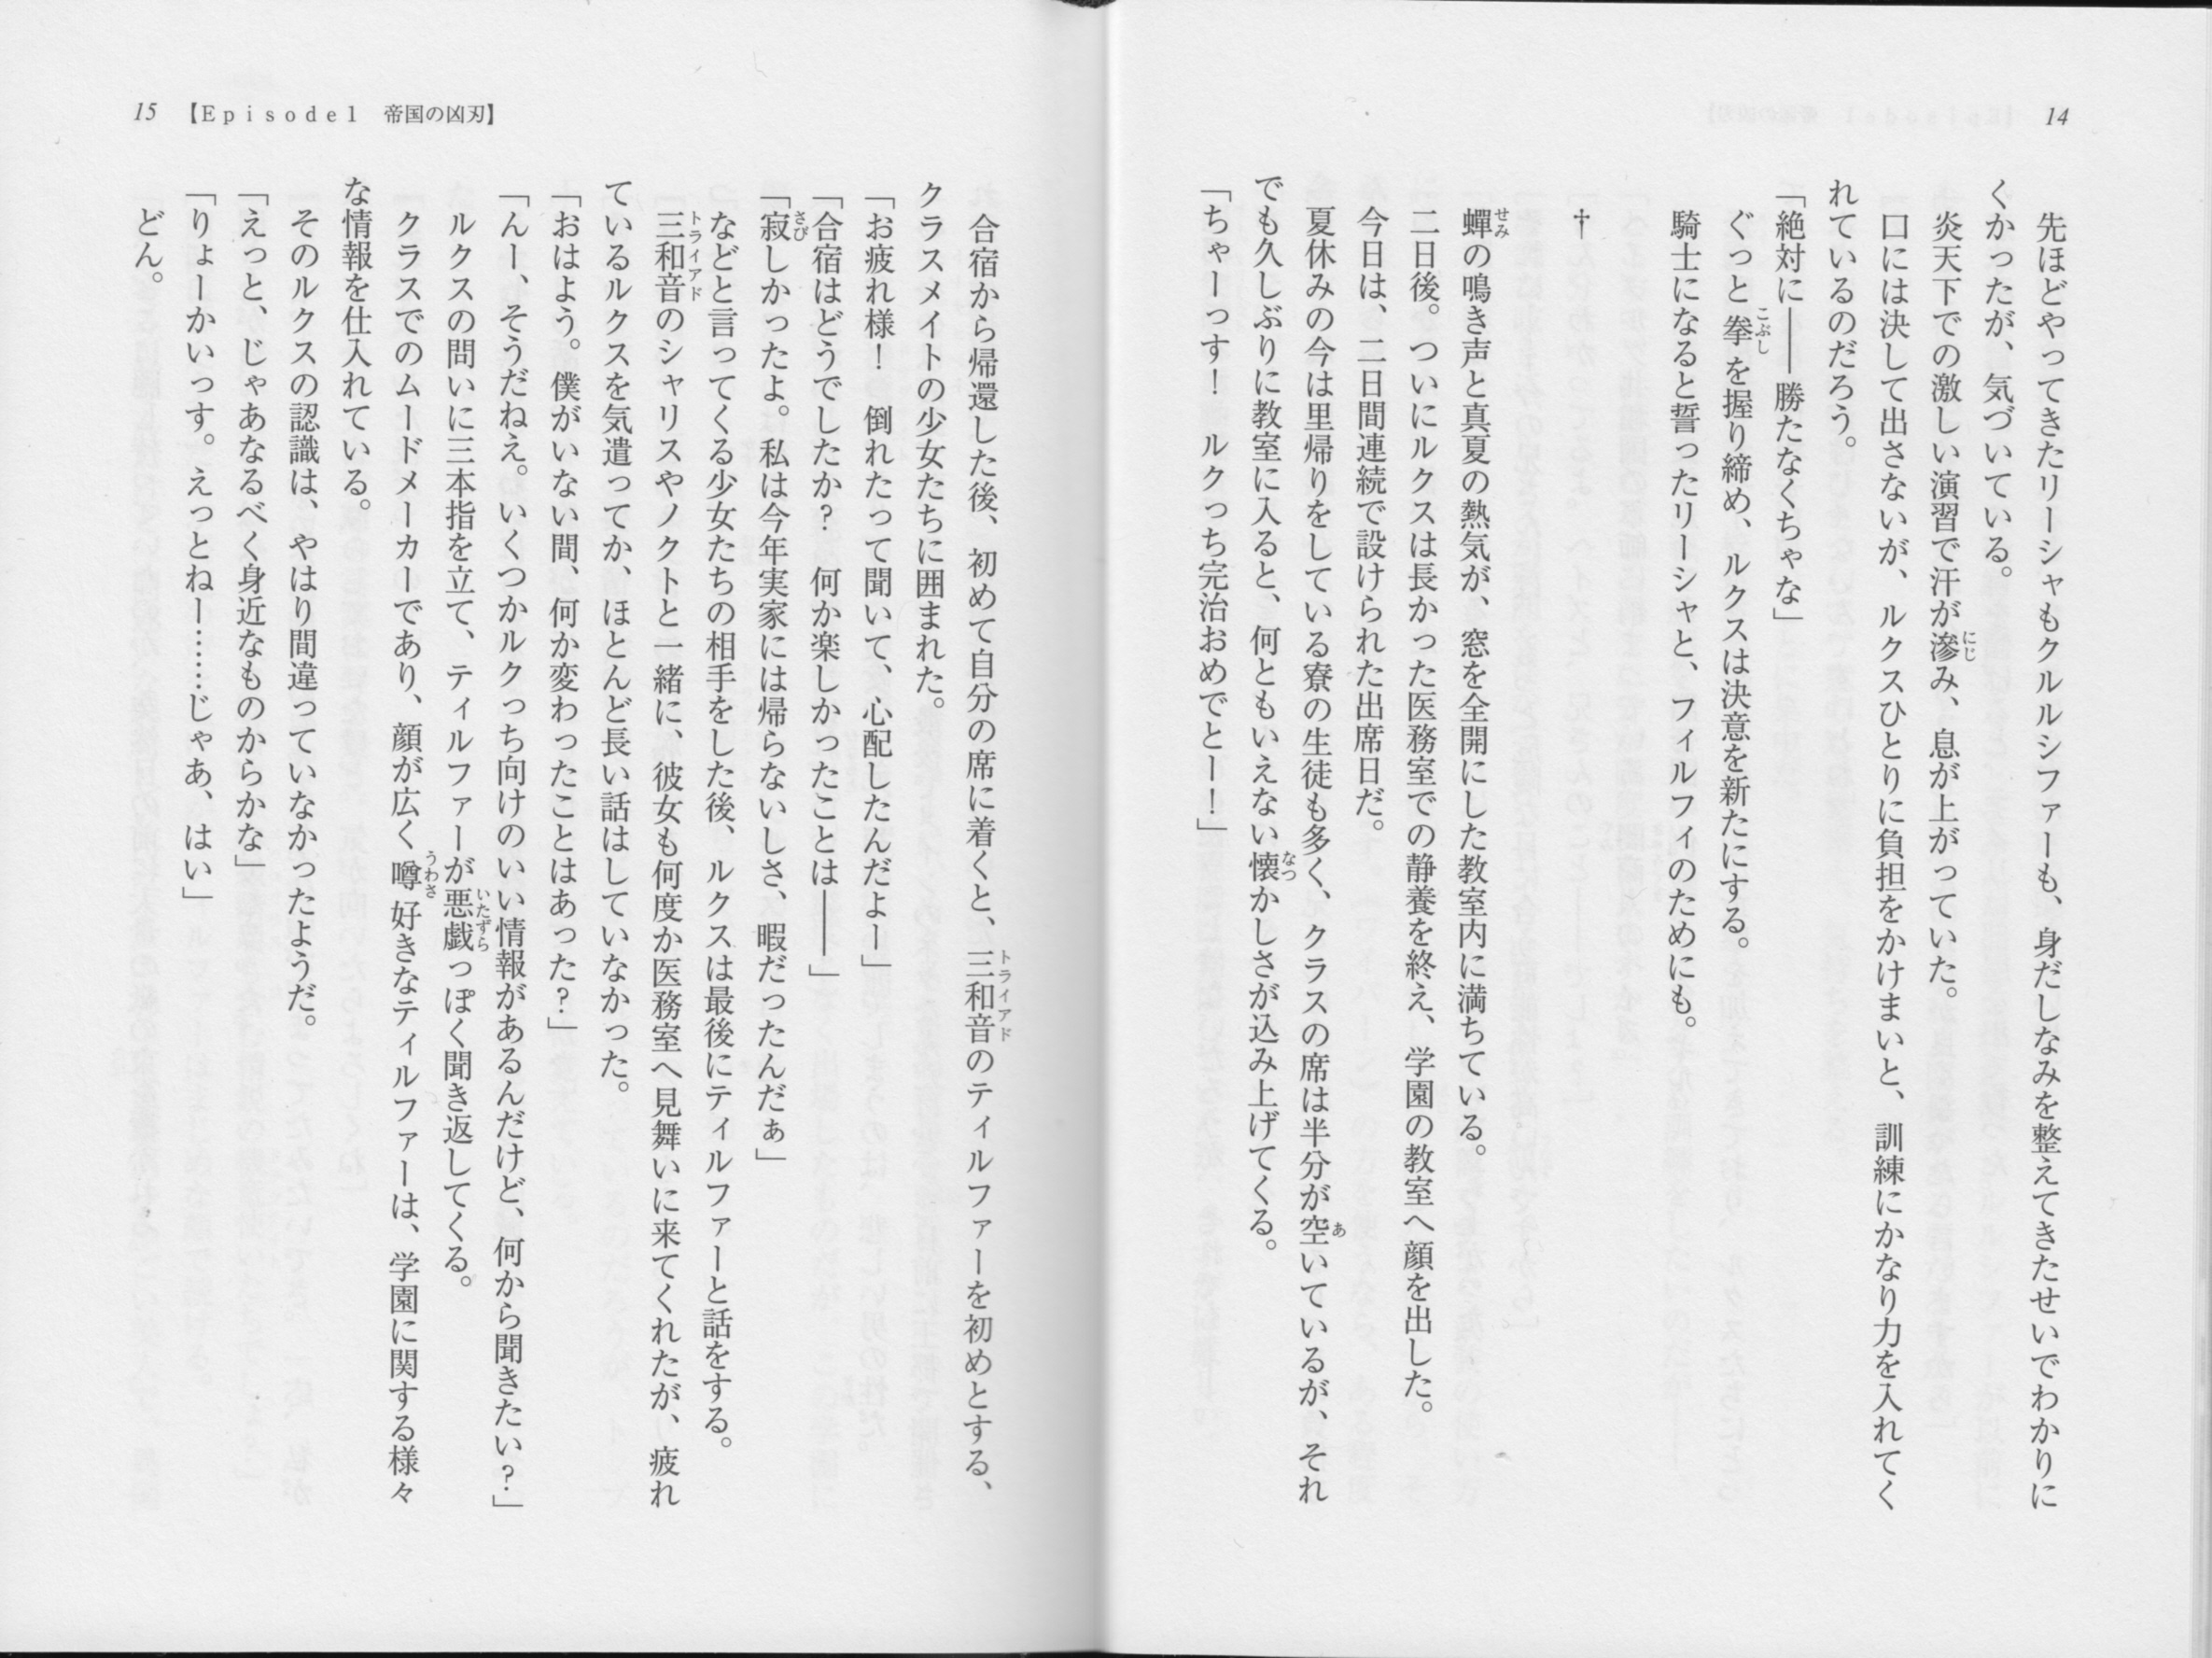 14
先ほどやってきたリーシャもクルルシファーも、身だしなみを整えてきたせいでわかりに
くかったが、気づいている。
炎天下での激しい演習で汗が滲み、息が上がっていた。
口には決して出さないが、ルクスひとりに負担をかけまいと、訓練にかなり力を入れてく
れているのだろう。
「絶対に――勝たなくちゃな」
ぐっと拳を握り締め、ルクスは決意を新たにする。
騎士になると誓ったリーシャと、フィルフィのためにも。
†
蟬の鳴き声と真夏の熱気が、窓を全開にした教室内に満ちている。
二日後。ついにルクスは長かった医務室での静養を終え、学園の教室へ顔を出した。
今日は、二日間連続で設けられた出席日だ。
夏休みの今は里帰りをしている寮の生徒も多く、クラスの席は半分が空いているが、それ
でも久しぶりに教室に入ると、何ともいえない懐かしさが込み上げてくる。
「ちゃーっす！　ルクっち完治おめでとー！」
15 【Episode1　帝国の凶刃】
合宿から帰還した後、初めて自分の席に着くと、三和音のティルファーを初めとする、
クラスメイトの少女たちに囲まれた。
「お疲れ様！　倒れたって聞いて、心配したんだよー」
「合宿はどうでしたか？　何か楽しかったことは――」
「寂しかったよ。私は今年実家には帰らないしさ、暇だったんだぁ」
などと言ってくる少女たちの相手をした後、ルクスは最後にティルファーと話をする。
三和音のシャリスやノクトと一緒に、彼女も何度か医務室へ見舞いに来てくれたが、疲れ
ているルクスを気遣ってか、ほとんど長い話はしていなかった。
「おはよう。僕がいない間、何か変わったことはあった？」
「んー、そうだねえ。いくつかルクっち向けのいい情報があるんだけど、何から聞きたい？」
ルクスの問いに三本指を立て、ティルファーが悪戯っぽく聞き返してくる。
クラスでのムードメーカーであり、顔が広く噂好きなティルファーは、学園に関する様々
な情報を仕入れている。
そのルクスの認識は、やはり間違っていなかったようだ。
「えっと、じゃあなるべく身近なものからかな」
「りょーかいっす。えっとねー……じゃあ、はい」
どん。